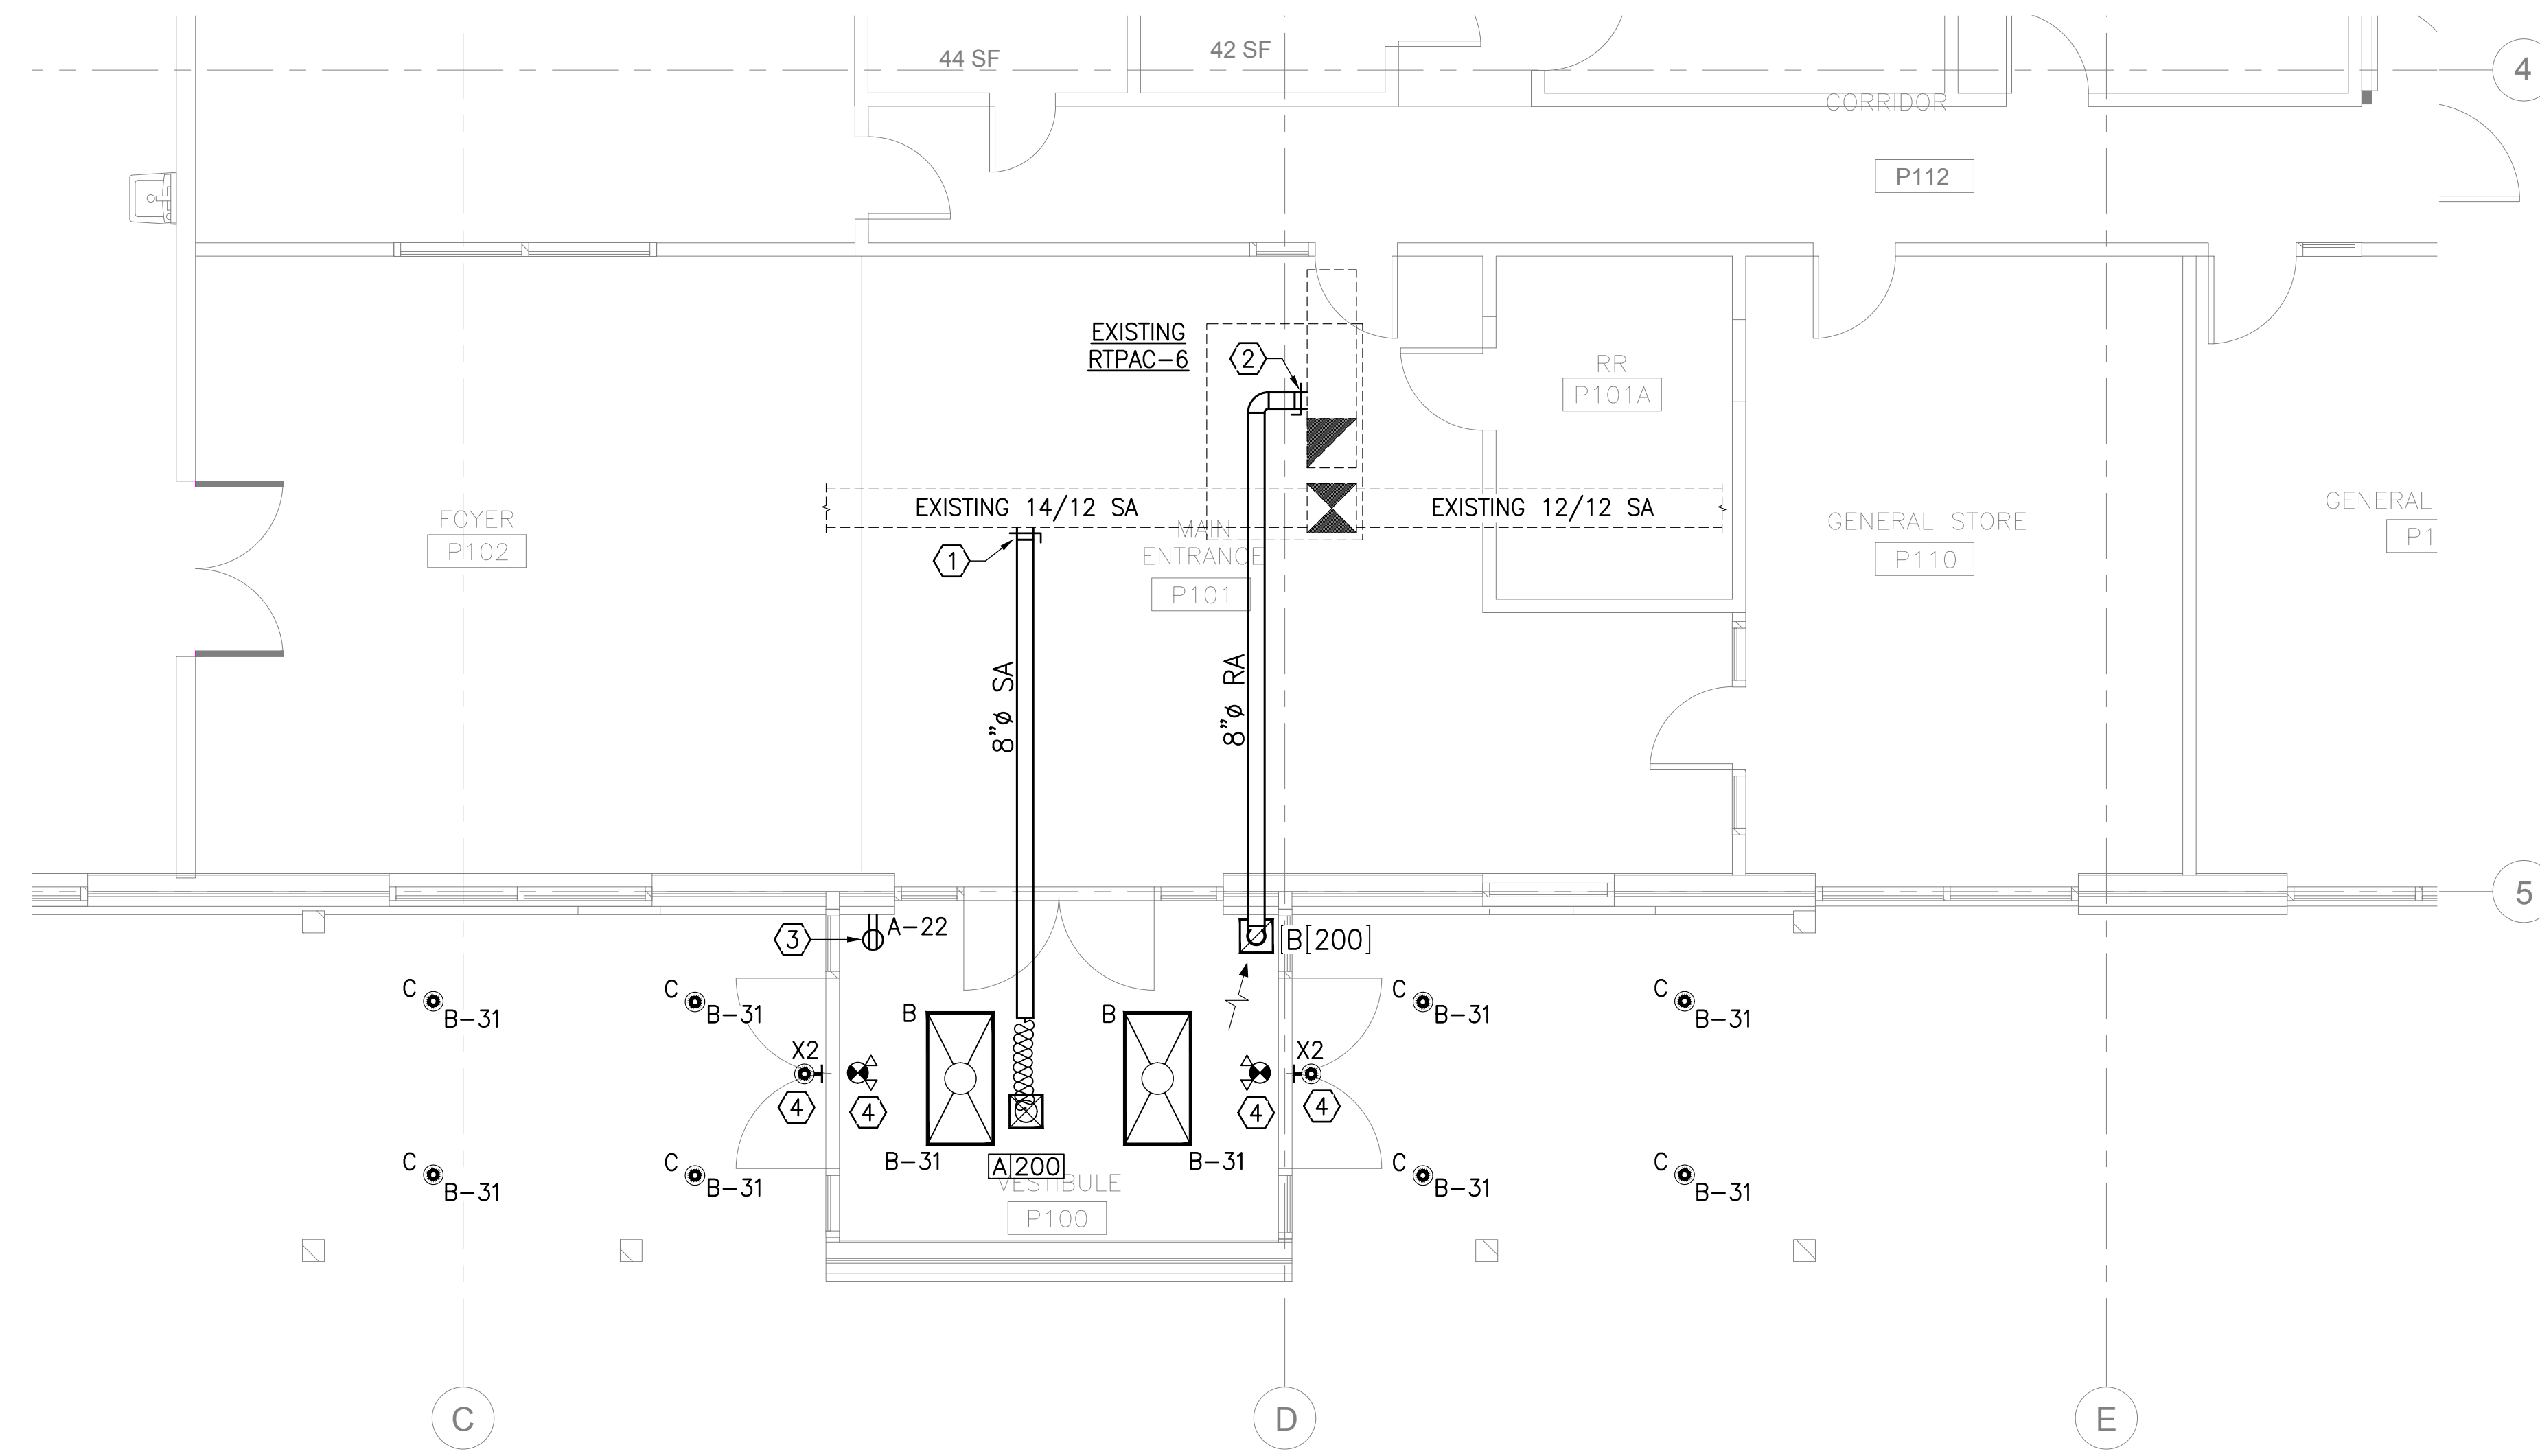 44 SF
42 SF
4
CORRIDOR
P112
EXISTING
RTPAC-6
2
RR
P101A
EXISTING 14/12 SA
EXISTING 12/12 SA
FOYER
P102
1
MAIN
ENTRANCE
P101
GENERAL STORE
P110
GENERAL
P1
8"ø SA
8"ø RA
5
3
A-22
B 200
C
B-31
C
B-31
B
B
C
B-31
C
B-31
X2
X2
4
4
4
4
C
B-31
C
B-31
B-31
A 200
B-31
C
B-31
C
B-31
VESTIBULE
P100
C
D
E